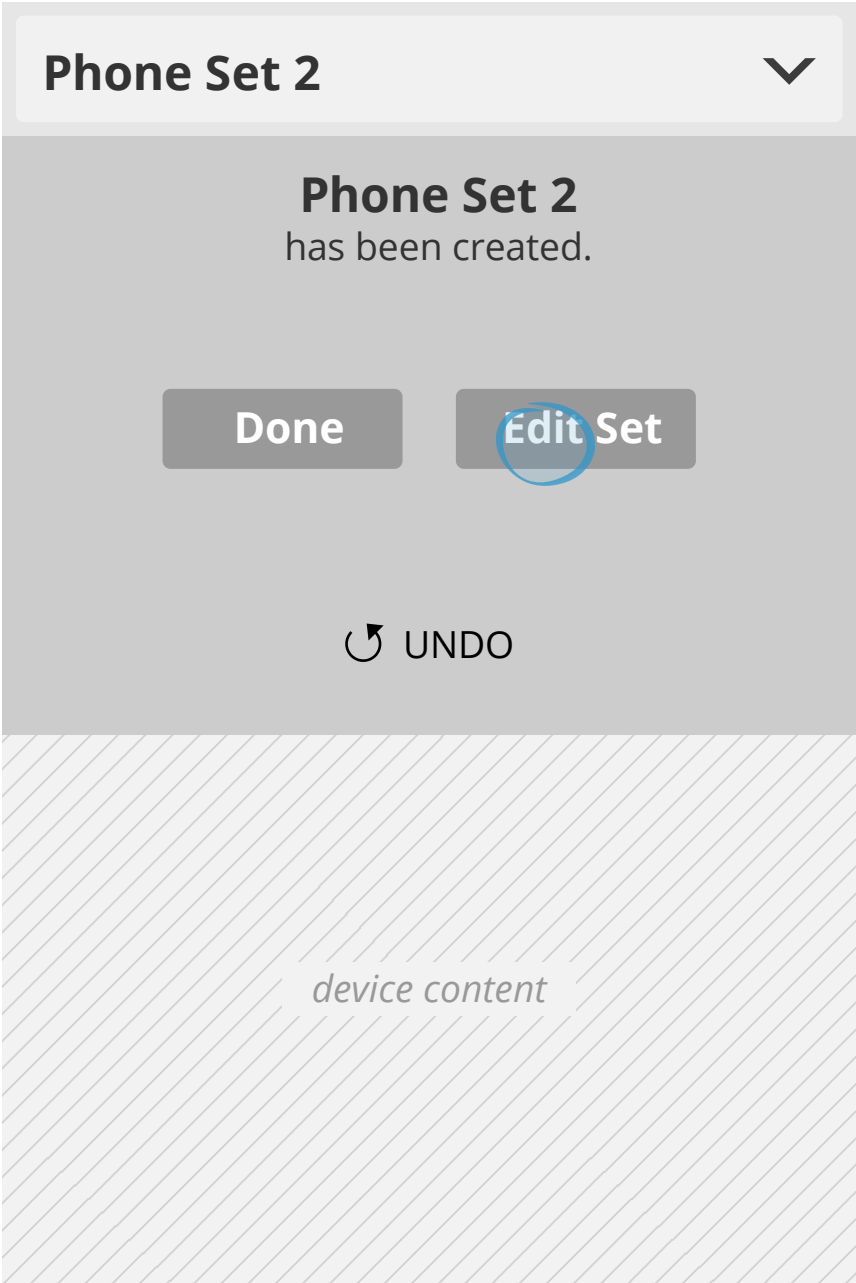 Phone Set 2
Phone Set 2
has been created.
Done
Edit Set
UNDO
device content